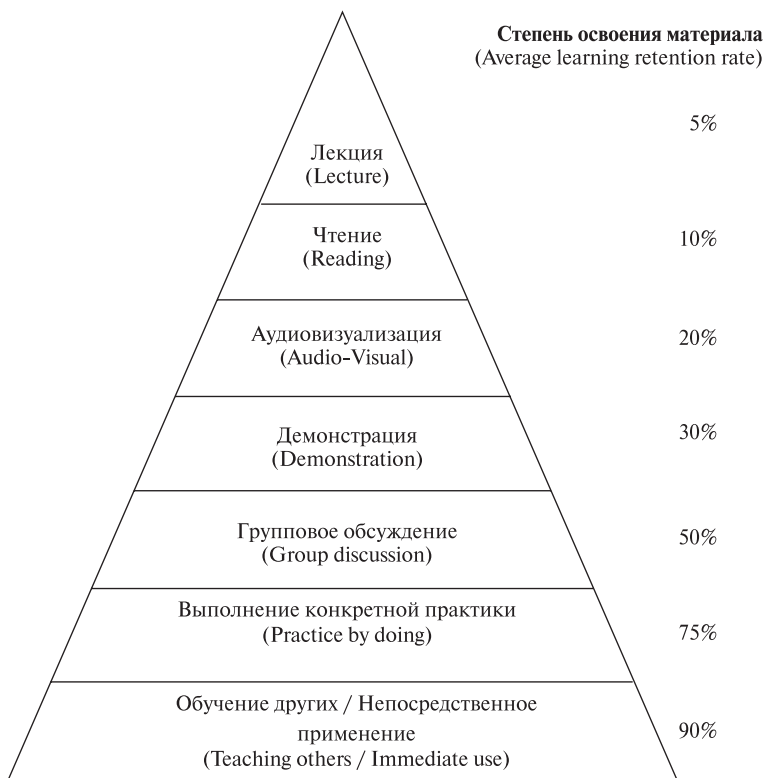 Степень освоения материала
(Average learning retention rate)
5%
Лекция
(Lecture)
Чтение
(Reading)
10%
Аудиовизуализация
(Audio-Visual)
20%
Демонстрация
(Demonstration)
30%
Групповое обсуждение
(Group discussion)
50%
Выполнение конкретной практики
(Practice by doing)
75%
Обучение других / Непосредственное
применение
(Teaching others / Immediate use)
90%